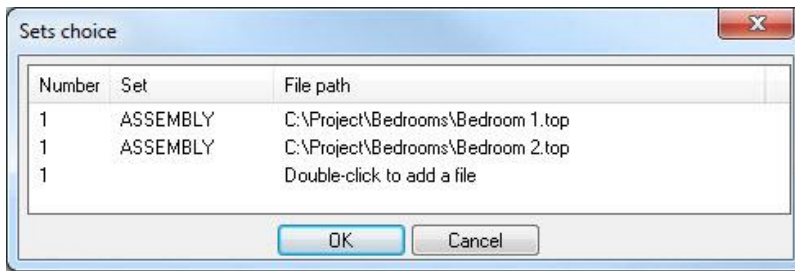 Sets choice
X
Number Set File path
1 ASSEMBLY C:\Project\Bedrooms\Bedroom 1.top
1 ASSEMBLY C:\Project\Bedrooms\Bedroom 2.top
1 Double-click to add a file
OK Cancel